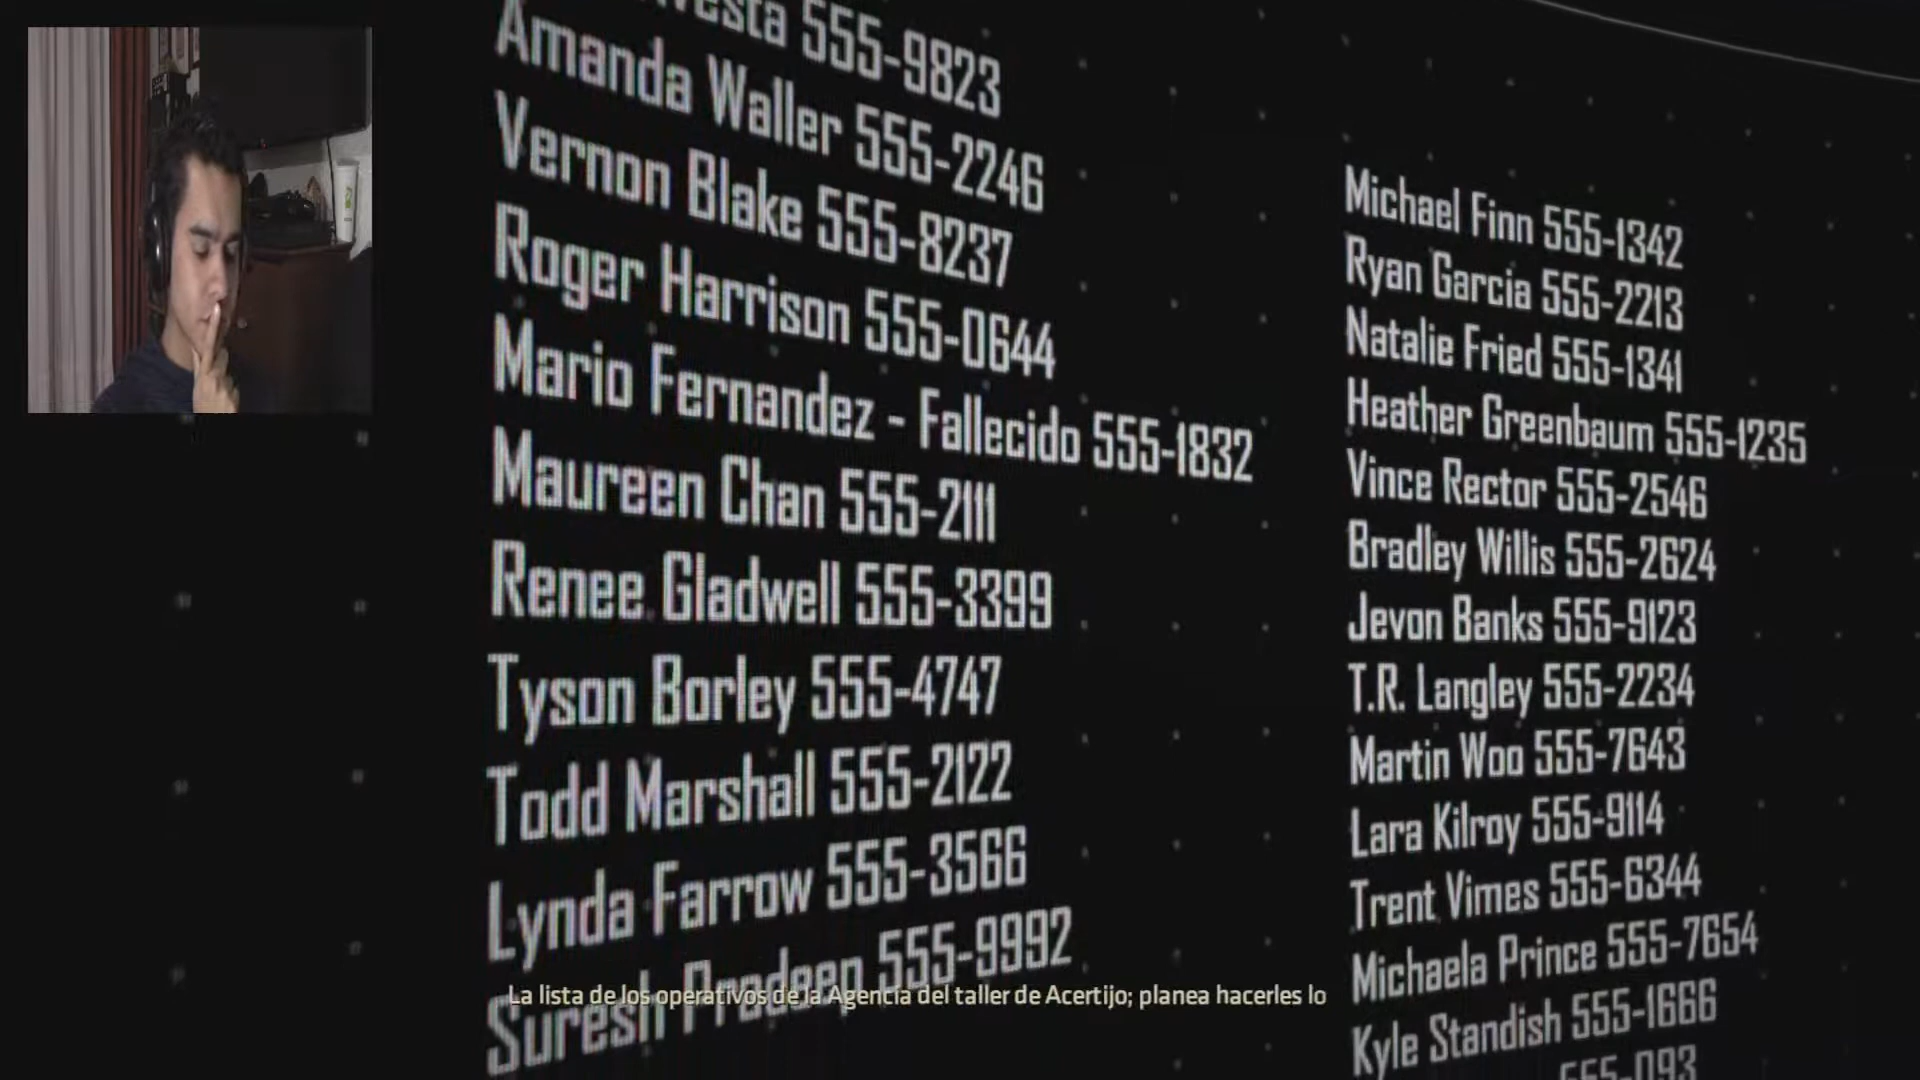 555-9823
Amanda Waller 555-2246
Vernon Blake 555-8237
Roger Harrison 555-0644
Mario Fernandez - Fallecido 555-1832
Maureen Chan 555-2111
Renee Gladwell 555-3399
Tyson Borley 555-4747
Todd Marshall 555-2122
Lynda Farrow 555-3566
Suresh Pradeep 555-9992
Michael Finn 555-1342
Ryan Garcia 555-2213
Natalie Fried 555-1341
Heather Greenbaum 555-1235
Vince Rector 555-2546
Bradley Willis 555-2624
Jevon Banks 555-9123
T.R. Langley 555-2234
Martin Woo 555-7643
Lara Kilroy 555-9114
Trent Vimes 555-6344
Michaela Prince 555-7654
Kyle Standish 555-1666
La lista de los operativos de la Agencia del taller de Acertijo; planea hacerles lo